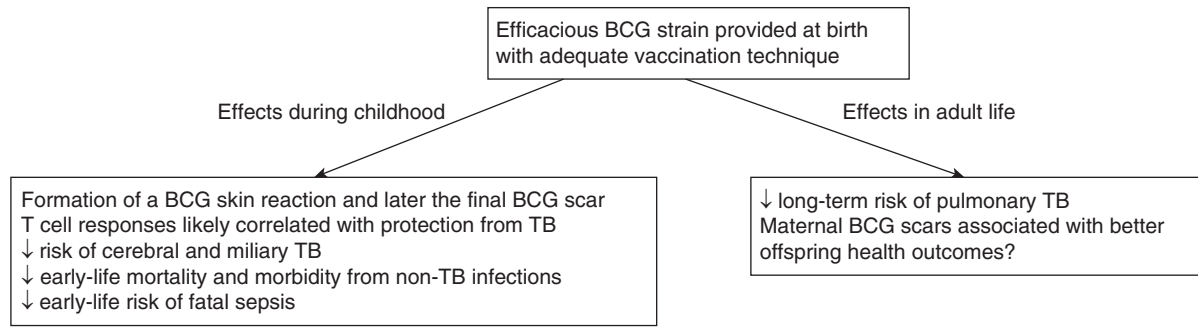 Efficacious BCG strain provided at birth
with adequate vaccination technique
Effects during childhood
Effects in adult life
Formation of a BCG skin reaction and later the final BCG scar
T cell responses likely correlated with protection from TB
↓ risk of cerebral and miliary TB
↓ early-life mortality and morbidity from non-TB infections
↓ early-life risk of fatal sepsis
↓ long-term risk of pulmonary TB
Maternal BCG scars associated with better
offspring health outcomes?